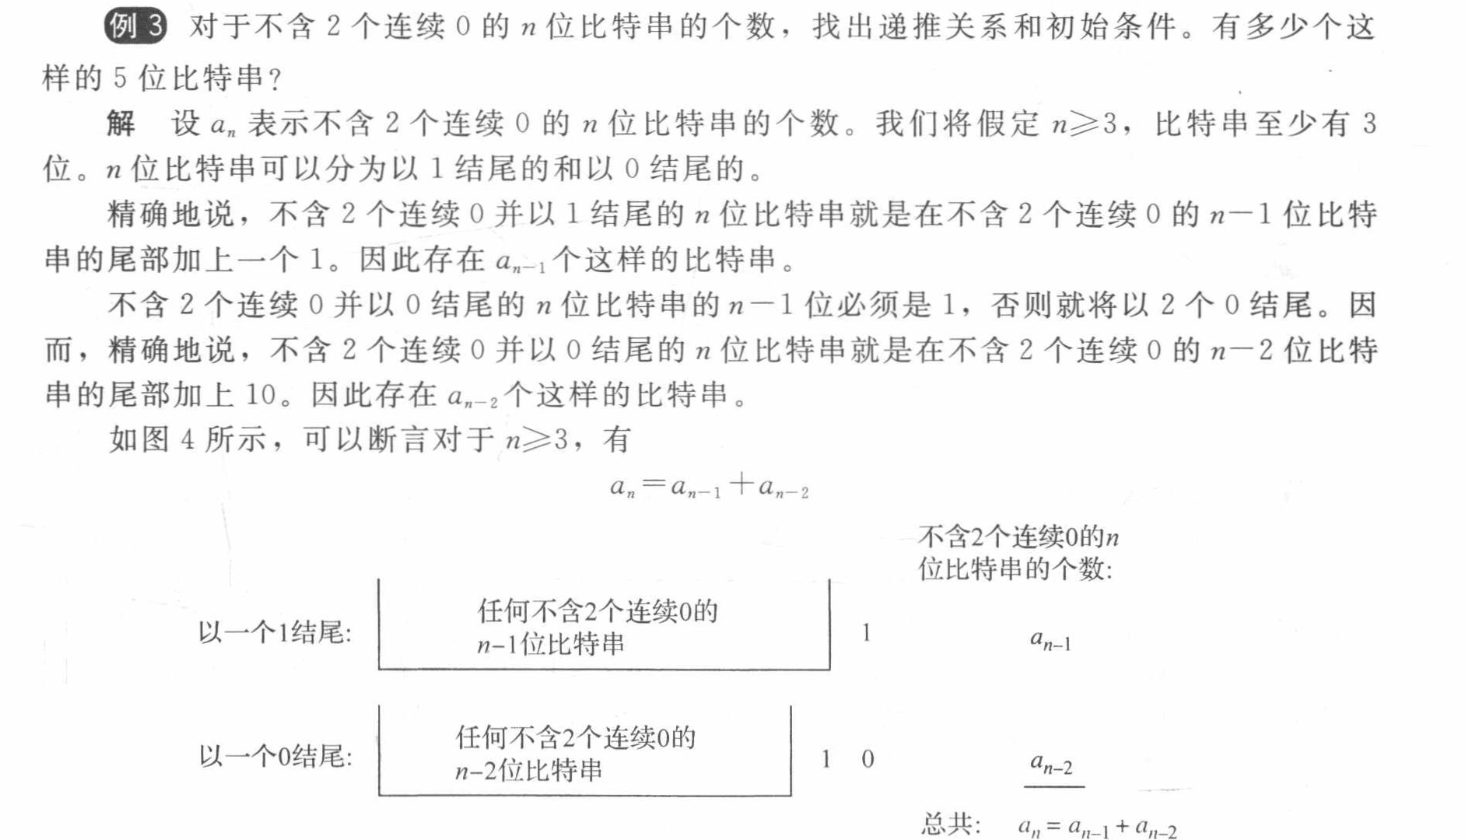 例 3 对于不含 2 个连续 0 的 n 位比特串的个数，找出递推关系和初始条件。有多少个这
样的 5 位比特串？
解 设 aₙ 表示不含 2 个连续 0 的 n 位比特串的个数。我们将假定 n≥3，比特串至少有 3
位。n 位比特串可以分为以 1 结尾的和以 0 结尾的。
精确地说，不含 2 个连续 0 并以 1 结尾的 n 位比特串就是在不含 2 个连续 0 的 n－1 位比特
串的尾部加上一个 1。因此存在 aₙ₋₁个这样的比特串。
不含 2 个连续 0 并以 0 结尾的 n 位比特串的 n－1 位必须是 1，否则就将以 2 个 0 结尾。因
而，精确地说，不含 2 个连续 0 并以 0 结尾的 n 位比特串就是在不含 2 个连续 0 的 n－2 位比特
串的尾部加上 10。因此存在 aₙ₋₂个这样的比特串。
如图 4 所示，可以断言对于 n≥3，有
aₙ＝aₙ₋₁＋aₙ₋₂
不含2个连续0的n
位比特串的个数:
以一个1结尾:
任何不含2个连续0的
n–1位比特串
1
aₙ₋₁
以一个0结尾:
任何不含2个连续0的
n–2位比特串
1 0
aₙ₋₂
总共: aₙ = aₙ₋₁ + aₙ₋₂